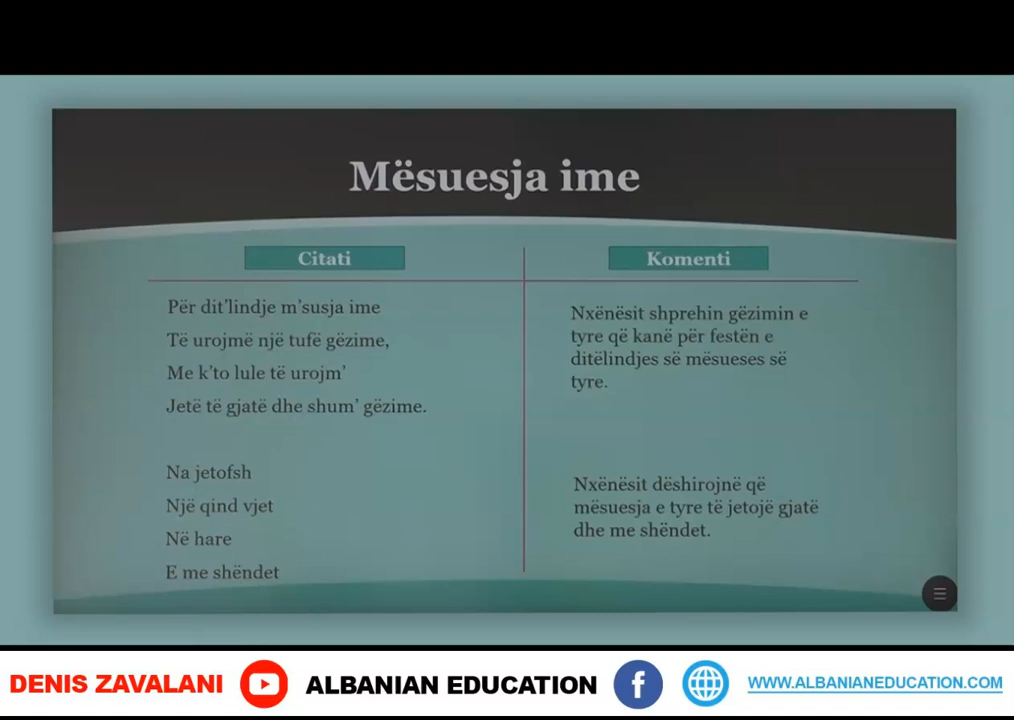 Mësuesja ime
Citati
Për dit'lindje m'susja ime
Të urojmë një tufë gëzime,
Me k'to lule të urojm'
Jetë të gjatë dhe shum' gëzime.
Na jetofsh
Një qind vjet
Në hare
E me shëndet
Komenti
Nxënësit shprehin gëzimin e
tyre që kanë për festën e
ditëlindjes së mësueses së
tyre.
Nxënësit dëshirojnë që
mësuesja e tyre të jetojë gjatë
dhe me shëndet.
DENIS ZAVALANI
ALBANIAN EDUCATION
WWW.ALBANIANEDUCATION.COM